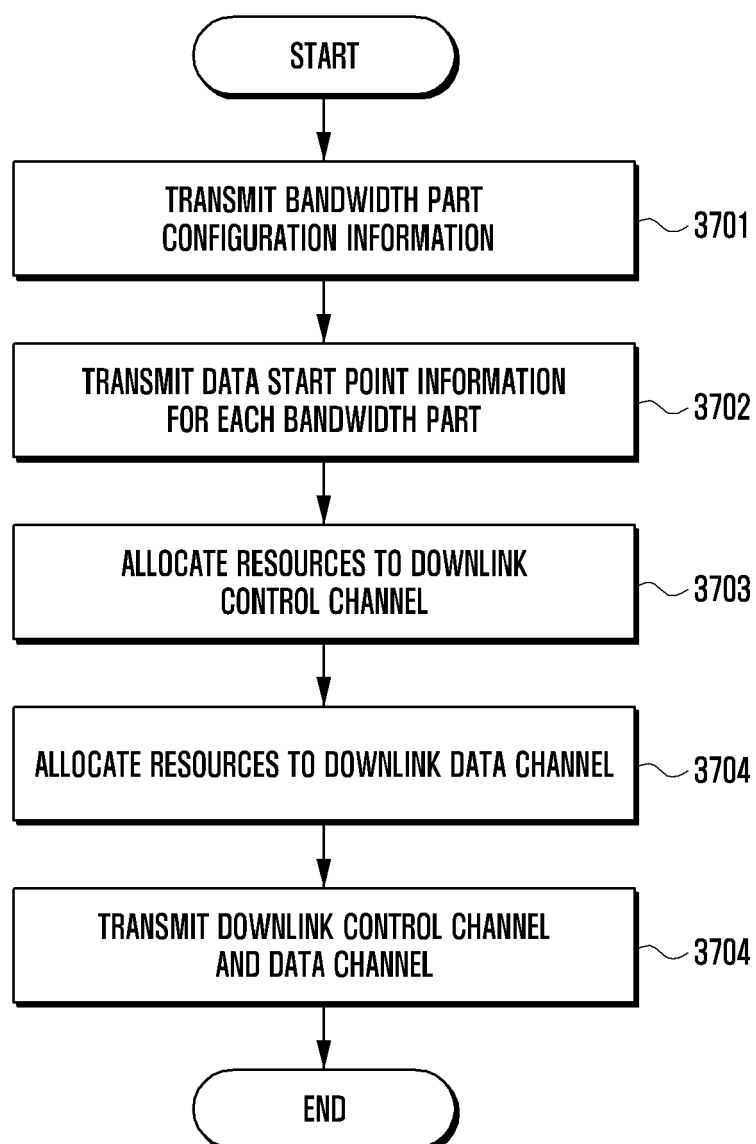 START
TRANSMIT BANDWIDTH PART
CONFIGURATION INFORMATION
3701
TRANSMIT DATA START POINT INFORMATION
FOR EACH BANDWIDTH PART
3702
ALLOCATE RESOURCES TO DOWNLINK
CONTROL CHANNEL
3703
ALLOCATE RESOURCES TO DOWNLINK DATA CHANNEL
3704
TRANSMIT DOWNLINK CONTROL CHANNEL
AND DATA CHANNEL
3704
END